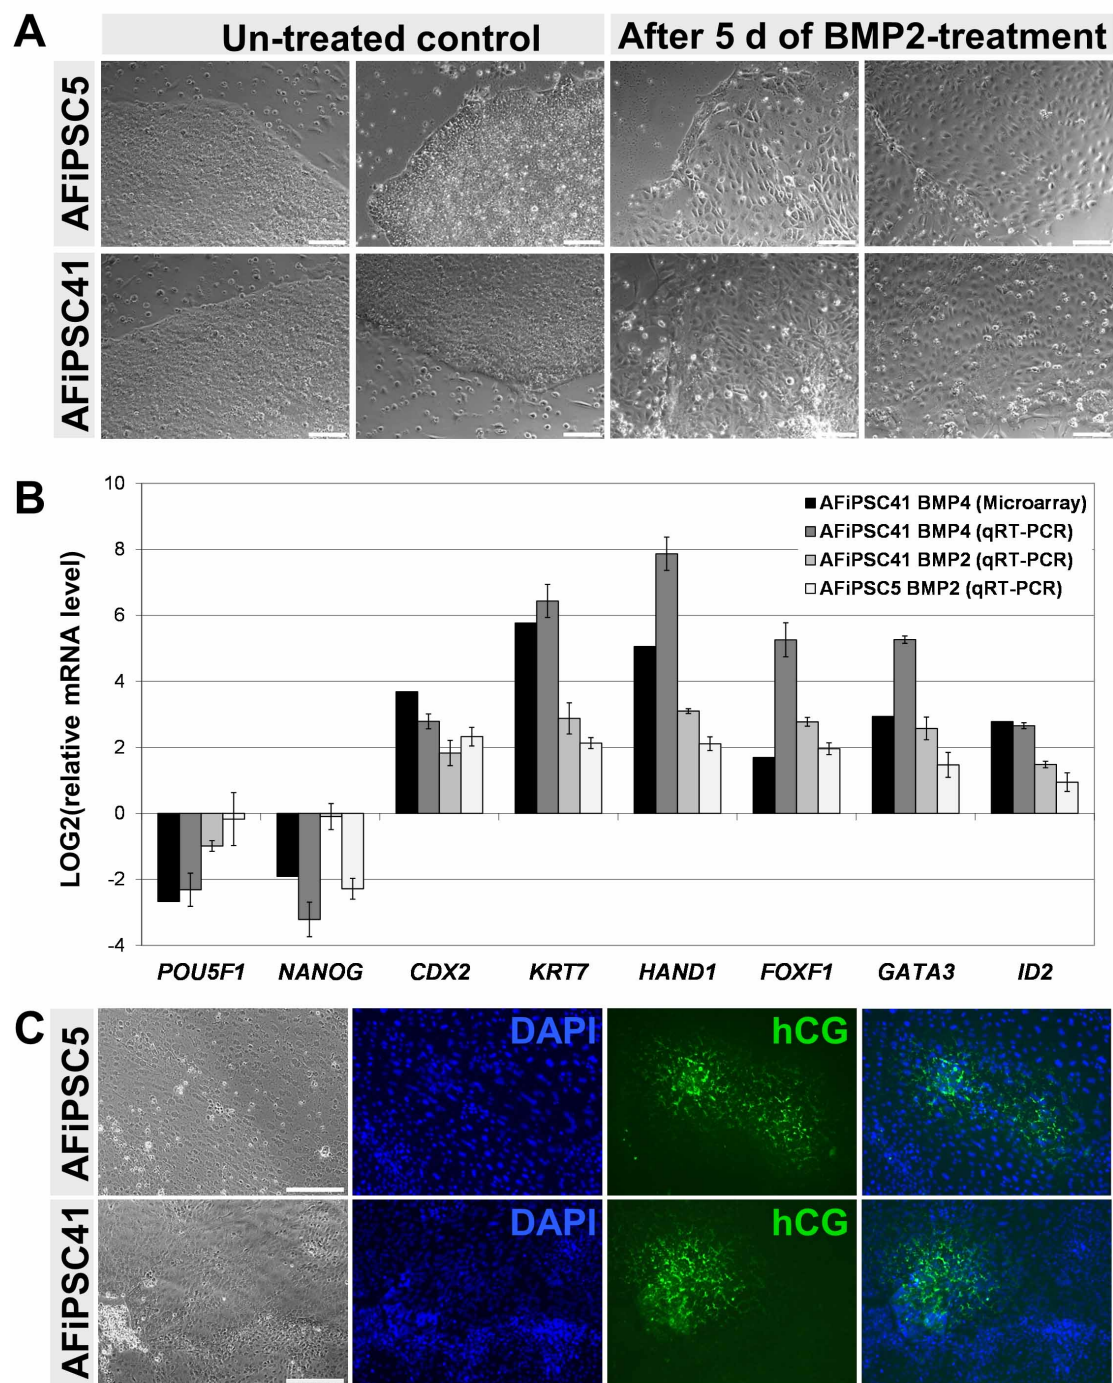 A
Un-treated control
After 5 d of BMP2-treatment
AFiPSC5
AFiPSC41
B
LOG2(relative mRNA level)
10
8
6
4
2
0
-2
-4
AFiPSC41 BMP4 (Microarray)
AFiPSC41 BMP4 (qRT-PCR)
AFiPSC41 BMP2 (qRT-PCR)
AFiPSC5 BMP2 (qRT-PCR)
POU5F1 NANOG CDX2 KRT7 HAND1 FOXF1 GATA3 ID2
C
AFiPSC5
DAPI
hCG
AFiPSC41
DAPI
hCG